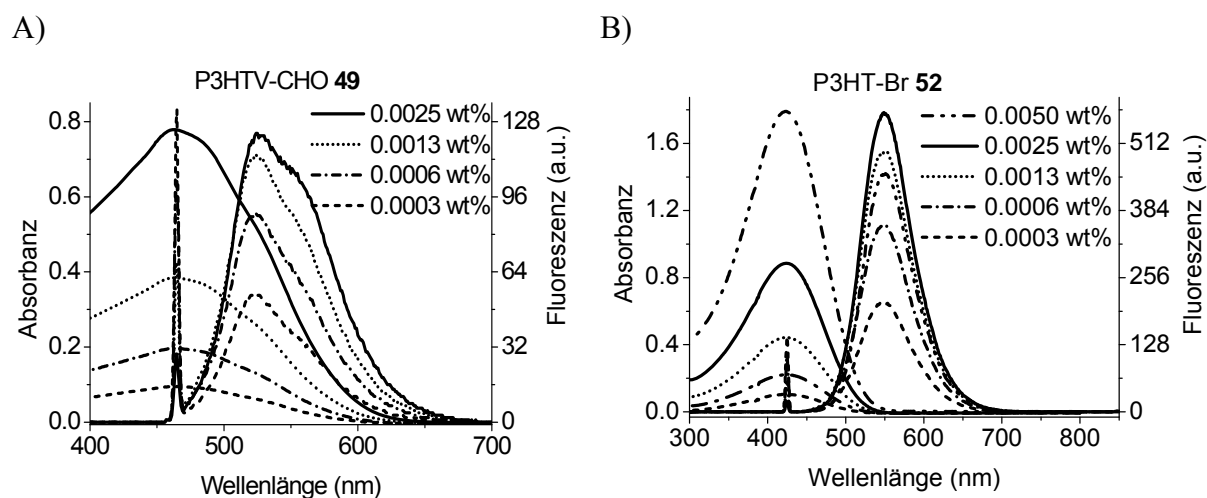 A)
P3HTV-CHO 49
0.0025 wt%
0.0013 wt%
0.0006 wt%
0.0003 wt%
0.8
0.6
0.4
0.2
0.0
Absorbanz
128
96
64
32
0
Fluoreszenz (a.u.)
400 500 600 700
Wellenlänge (nm)
B)
P3HT-Br 52
0.0050 wt%
0.0025 wt%
0.0013 wt%
0.0006 wt%
0.0003 wt%
1.6
1.2
0.8
0.4
0.0
Absorbanz
512
384
256
128
0
Fluoreszenz (a.u.)
300 400 500 600 700 800
Wellenlänge (nm)